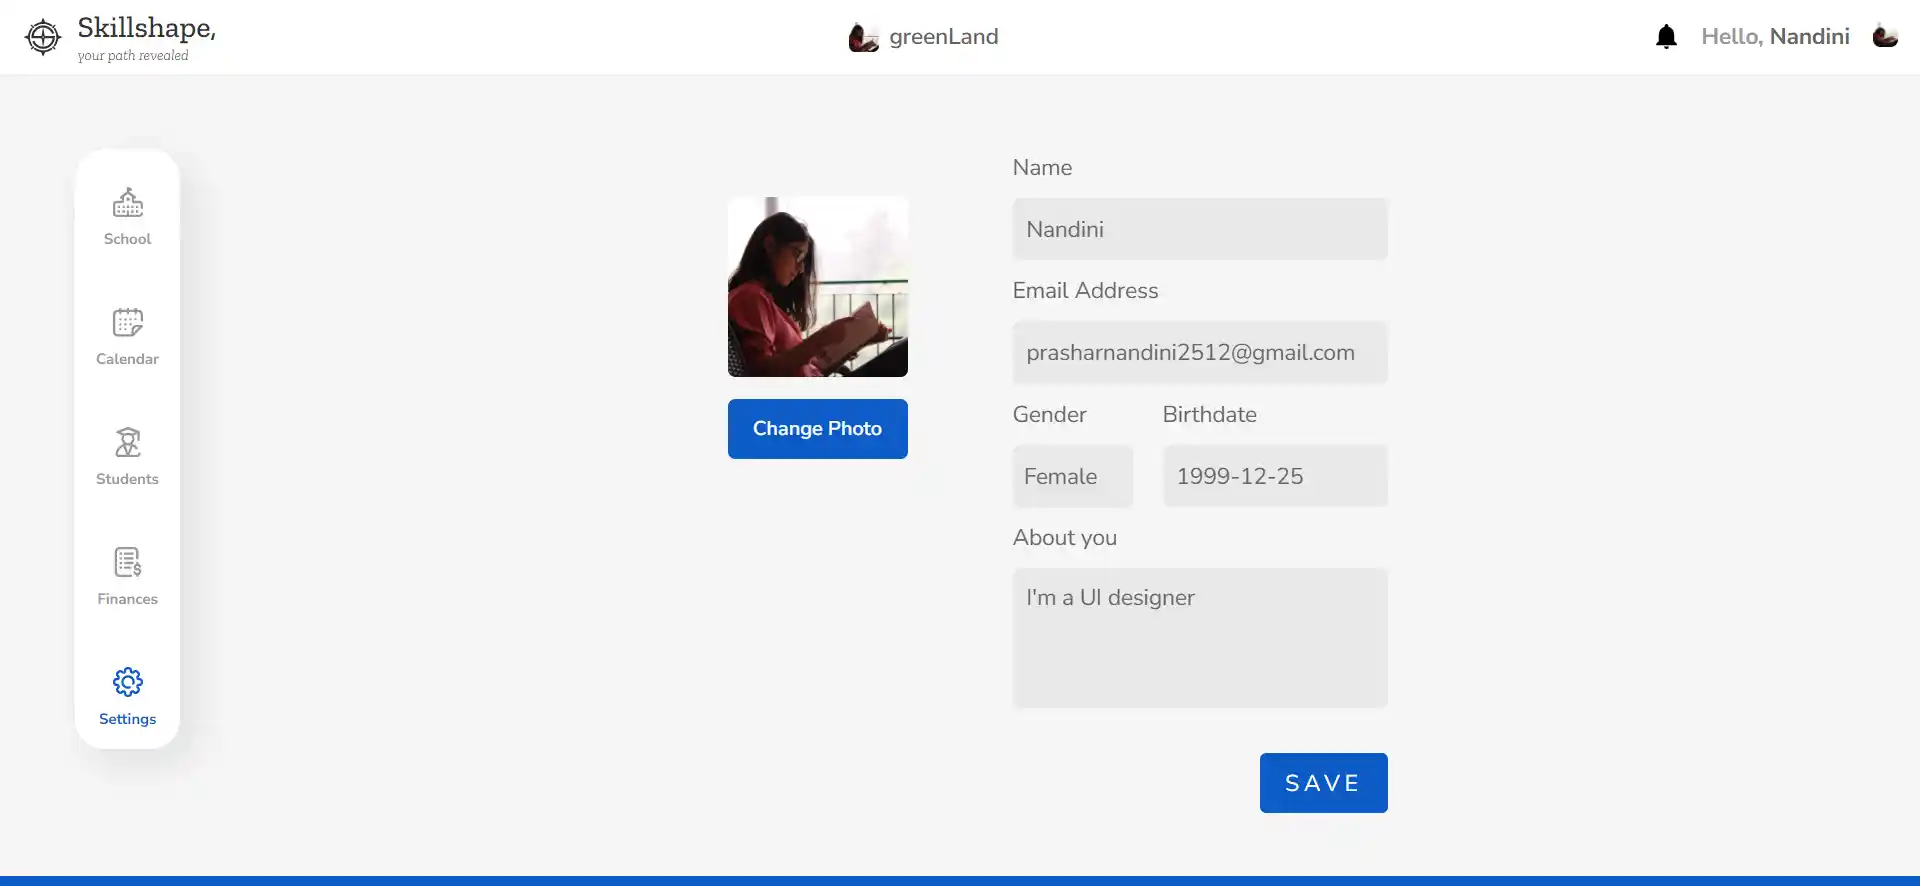 Skillshape,
your path revealed
greenLand
Hello, Nandini
School
Calendar
Students
Finances
Settings
Change Photo
Name
Nandini
Email Address
prasharnandini2512@gmail.com
Gender Birthdate
Female 1999-12-25
About you
I'm a UI designer
SAVE